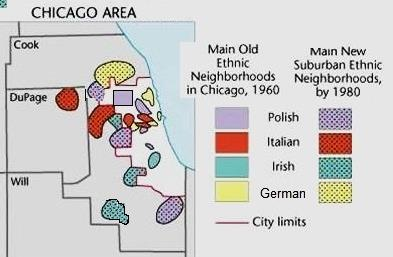 CHICAGO AREA
Cook
DuPage
Will
Main Old
Ethnic
Neighborhoods
in Chicago, 1960
Main New
Suburban Ethnic
Neighborhoods,
by 1980
Polish
Italian
Irish
German
City limits